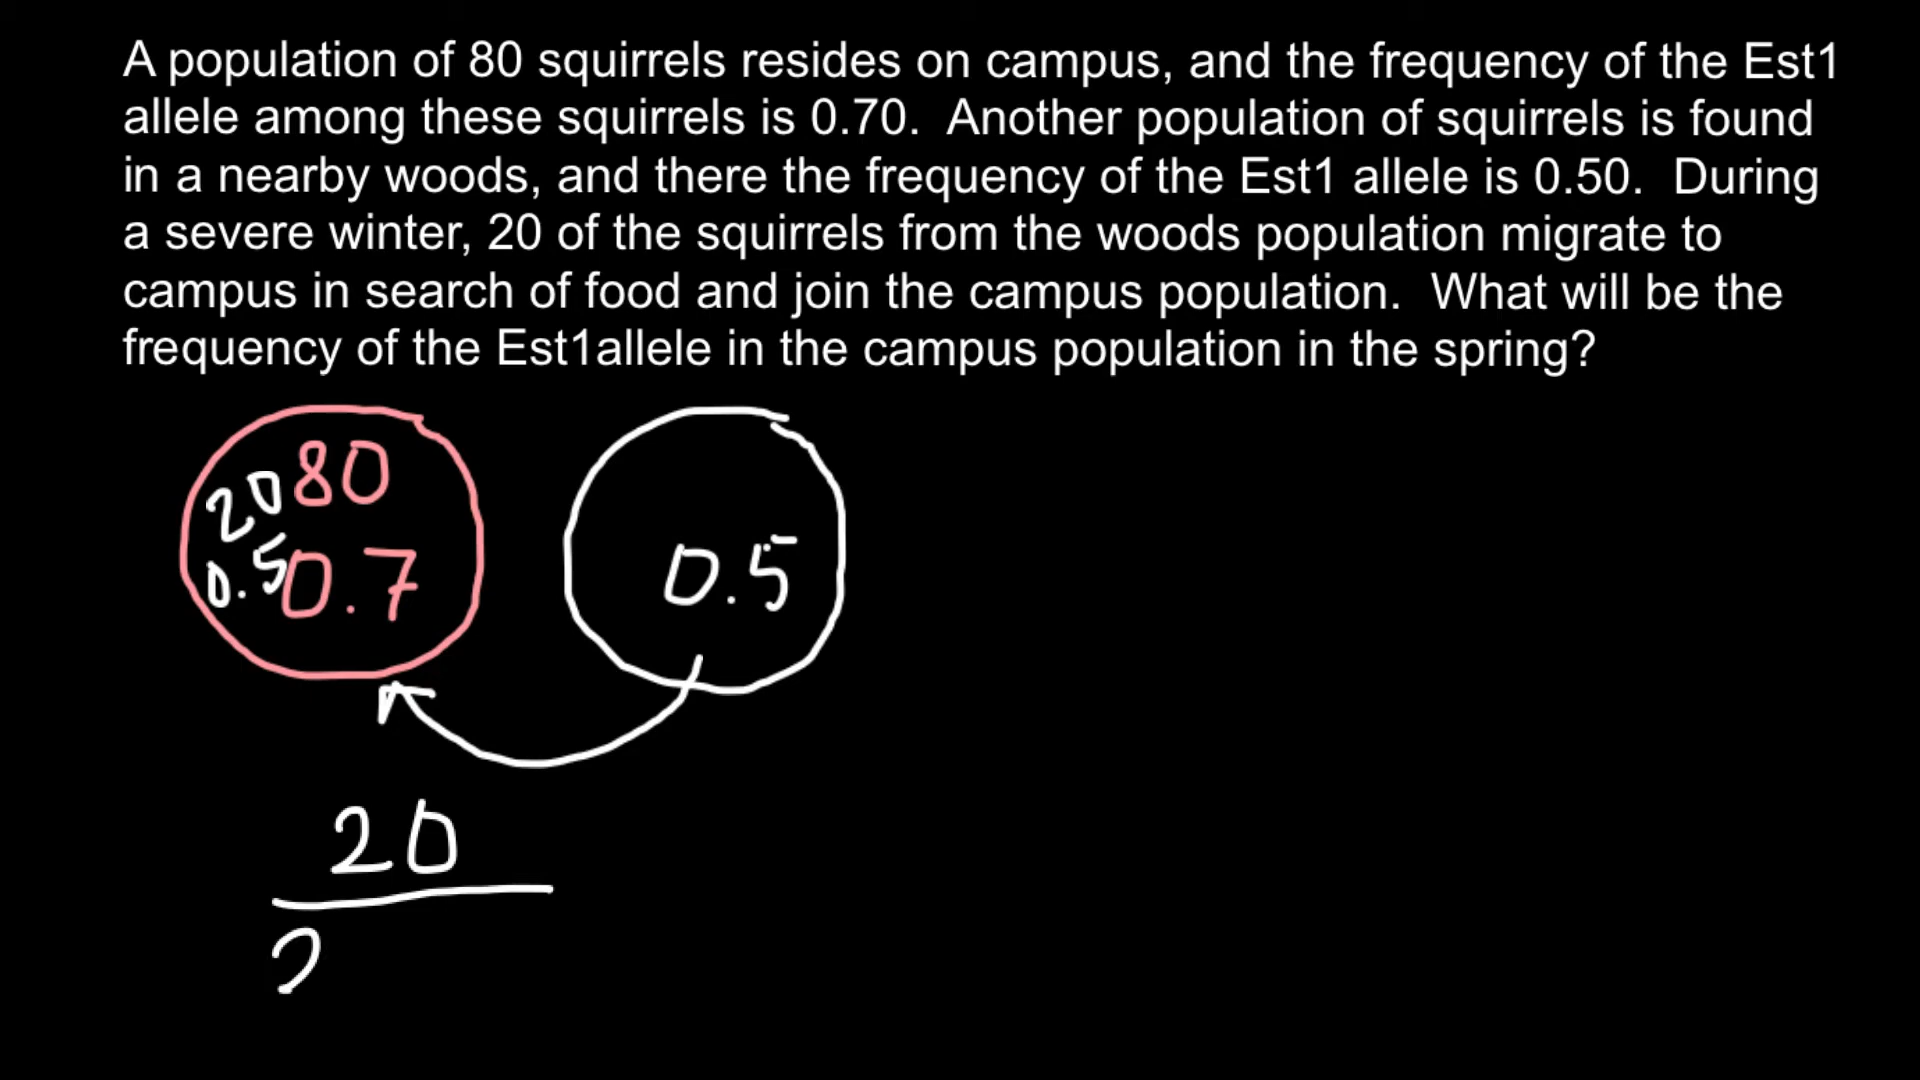 A population of 80 squirrels resides on campus, and the frequency of the Est1
allele among these squirrels is 0.70. Another population of squirrels is found
in a nearby woods, and there the frequency of the Est1 allele is 0.50. During
a severe winter, 20 of the squirrels from the woods population migrate to
campus in search of food and join the campus population. What will be the
frequency of the Est1allele in the campus population in the spring?
20 80
0.5 0.7
0.5
20
2